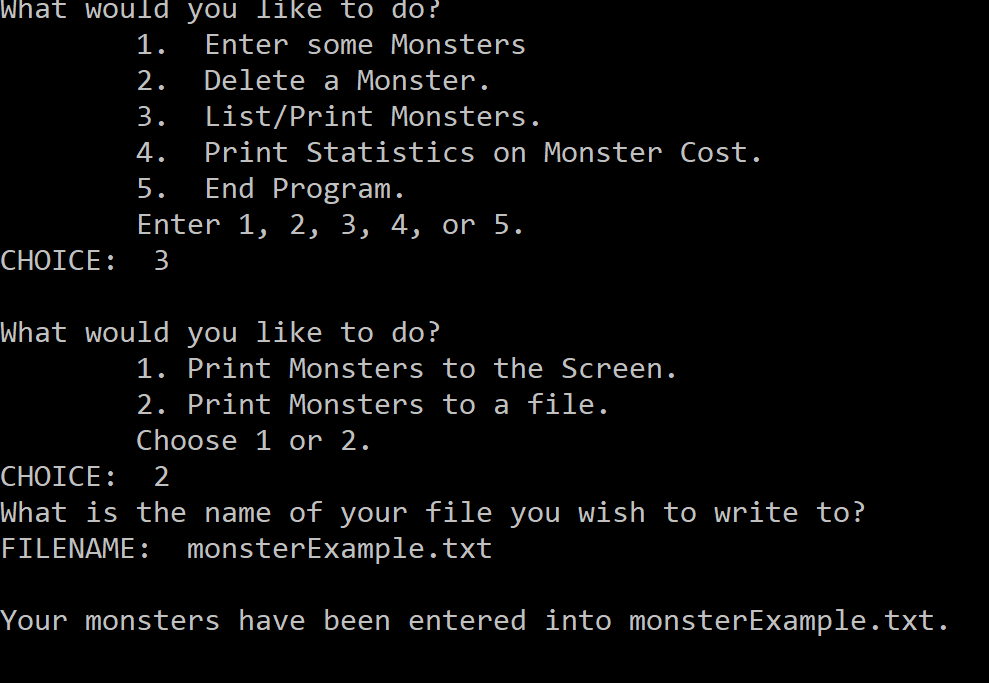 What would you like to do?
1.  Enter some Monsters
2.  Delete a Monster.
3.  List/Print Monsters.
4.  Print Statistics on Monster Cost.
5.  End Program.
Enter 1, 2, 3, 4, or 5.
CHOICE:  3
What would you like to do?
1. Print Monsters to the Screen.
2. Print Monsters to a file.
Choose 1 or 2.
CHOICE:  2
What is the name of your file you wish to write to?
FILENAME:  monsterExample.txt
Your monsters have been entered into monsterExample.txt.